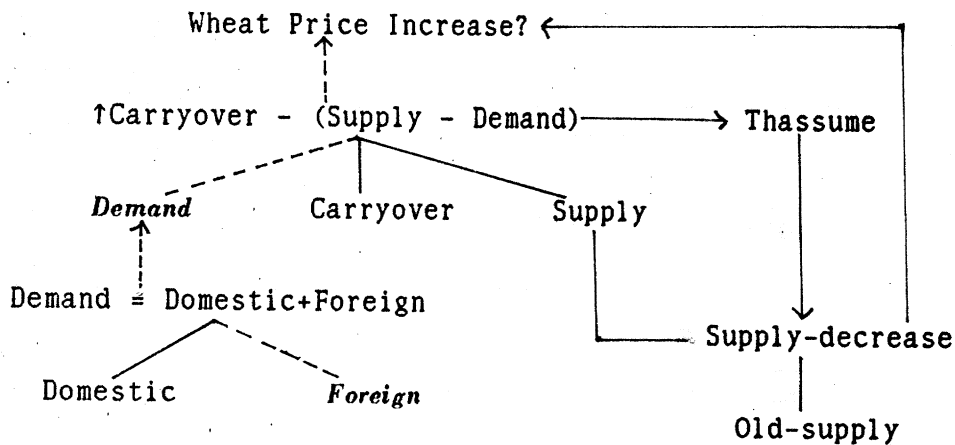 Wheat Price Increase?
↑Carryover - (Supply - Demand) Thassume
Demand Carryover Supply
Demand = Domestic+Foreign
Supply-decrease
Domestic Foreign
Old-supply